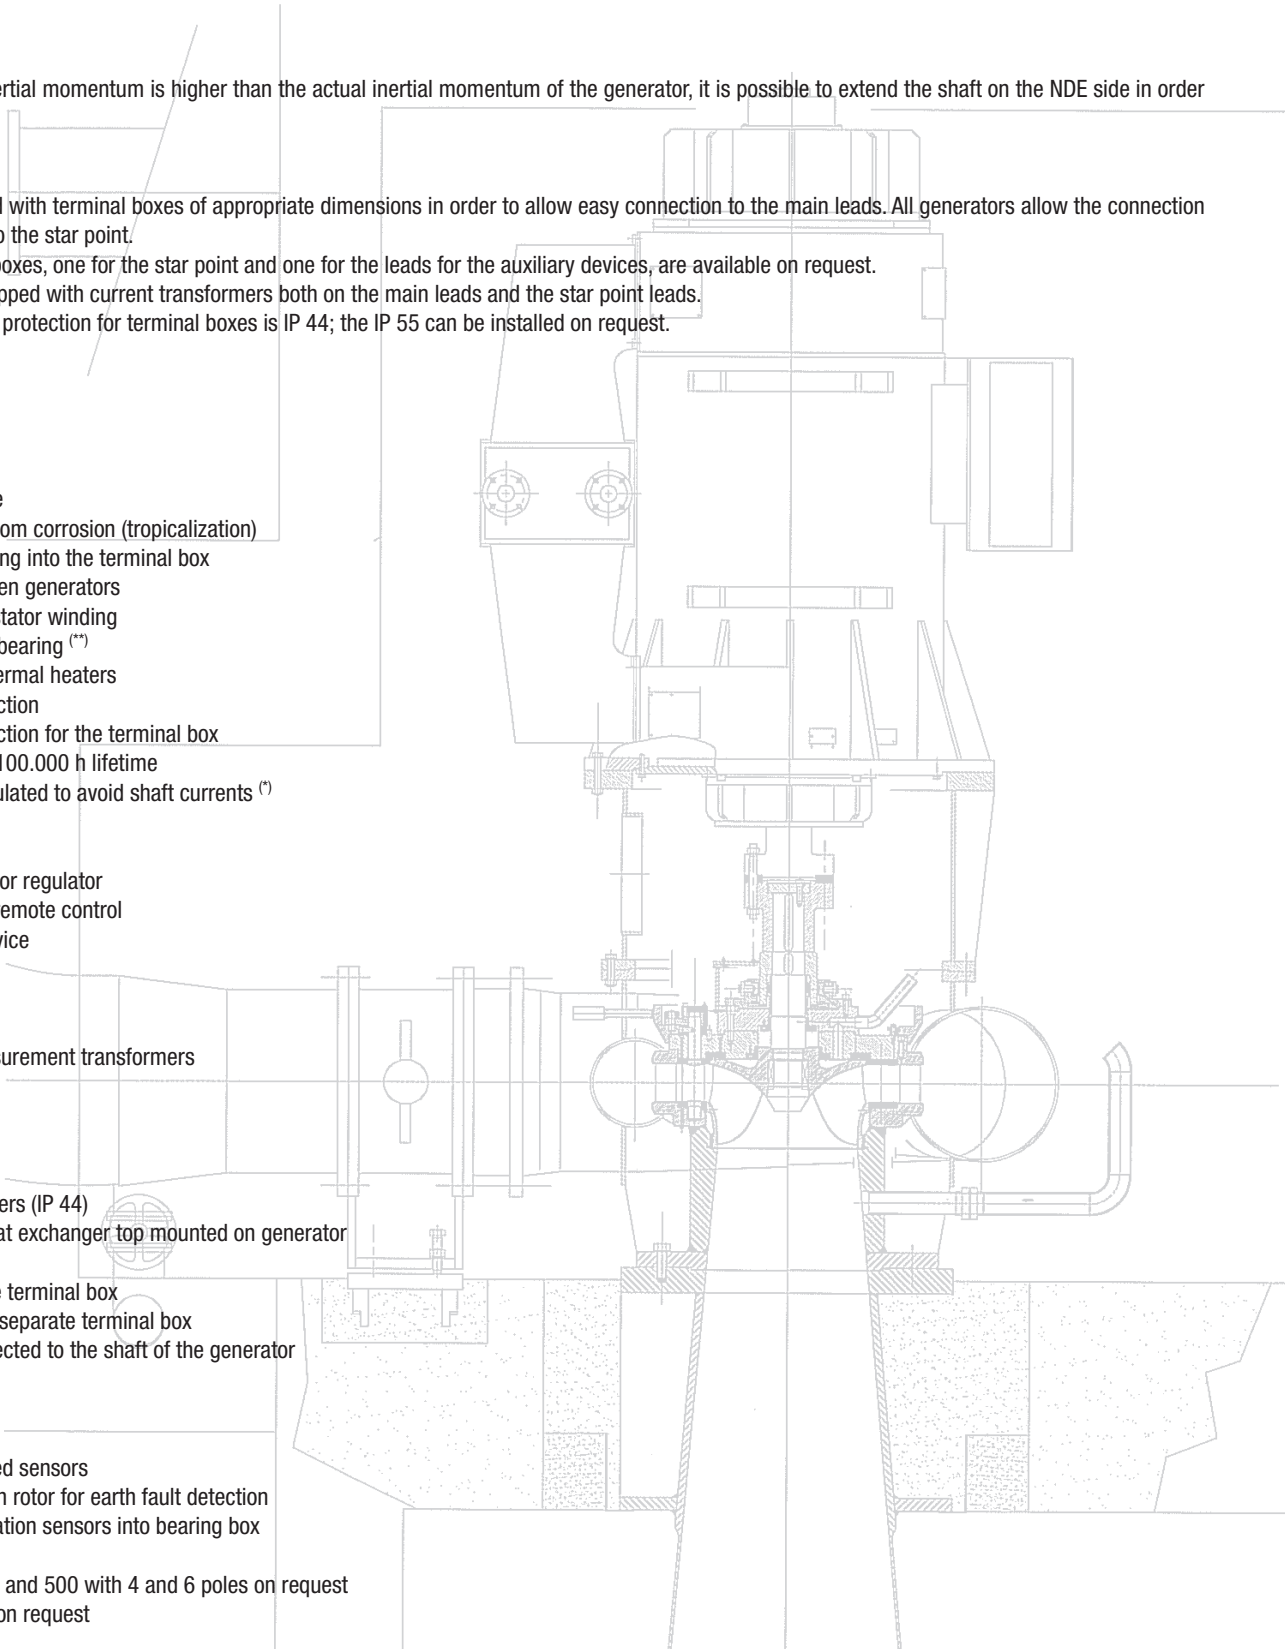 ertial momentum is higher than the actual inertial momentum of the generator, it is possible to extend the shaft on the NDE side in order
with terminal boxes of appropriate dimensions in order to allow easy connection to the main leads. All generators allow the connection
o the star point.
oxes, one for the star point and one for the leads for the auxiliary devices, are available on request.
pped with current transformers both on the main leads and the star point leads.
protection for terminal boxes is IP 44; the IP 55 can be installed on request.
e
om corrosion (tropicalization)
ng into the terminal box
en generators
stator winding
bearing (**)
ermal heaters
ction
ction for the terminal box
100.000 h lifetime
ulated to avoid shaft currents (*)
or regulator
remote control
vice
surement transformers
ers (IP 44)
at exchanger top mounted on generator
e terminal box
separate terminal box
ected to the shaft of the generator
ed sensors
n rotor for earth fault detection
ation sensors into bearing box
and 500 with 4 and 6 poles on request
on request